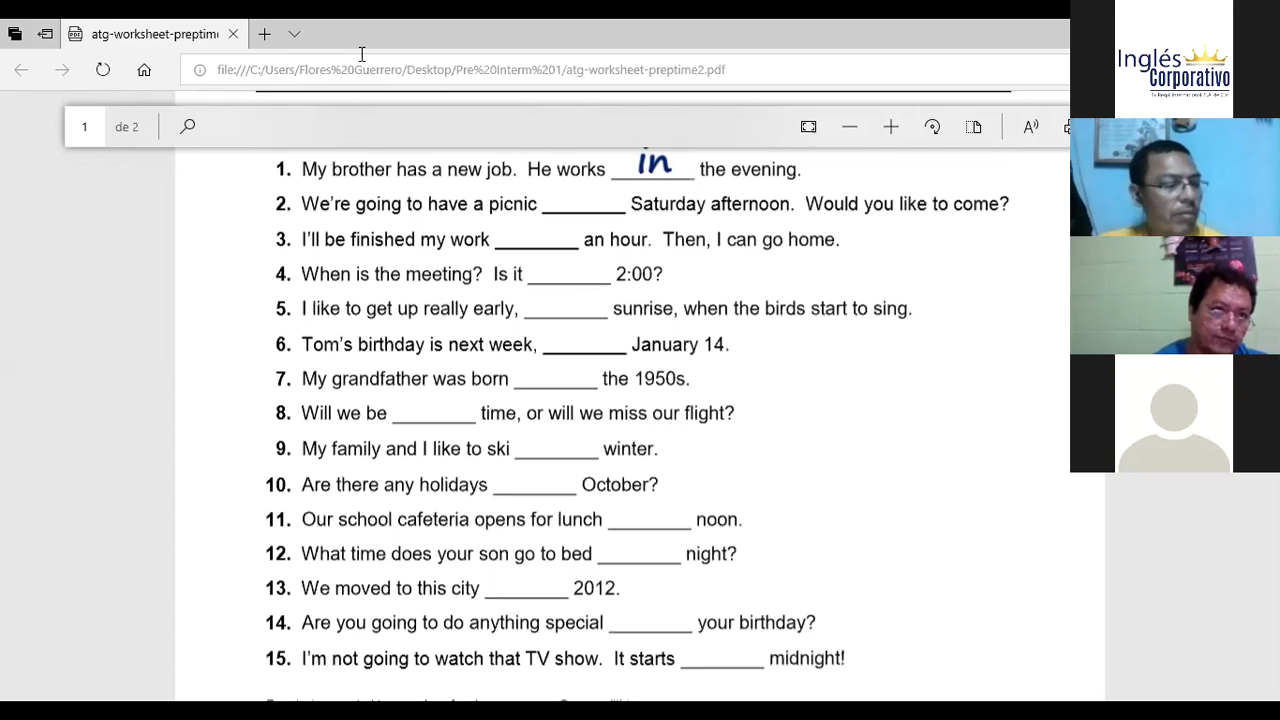 atg-worksheet-preptime
file:///C:/Users/Flores%20Guerrero/Desktop/Pre%20interm%201/atg-worksheet-preptime2.pdf
1 de 2
1. My brother has a new job. He works in the evening.
2. We're going to have a picnic ________ Saturday afternoon. Would you like to come?
3. I'll be finished my work ________ an hour. Then, I can go home.
4. When is the meeting? Is it ________ 2:00?
5. I like to get up really early, ________ sunrise, when the birds start to sing.
6. Tom's birthday is next week, ________ January 14.
7. My grandfather was born ________ the 1950s.
8. Will we be ________ time, or will we miss our flight?
9. My family and I like to ski ________ winter.
10. Are there any holidays ________ October?
11. Our school cafeteria opens for lunch ________ noon.
12. What time does your son go to bed ________ night?
13. We moved to this city ________ 2012.
14. Are you going to do anything special ________ your birthday?
15. I'm not going to watch that TV show. It starts ________ midnight!
Inglés
Corporativo